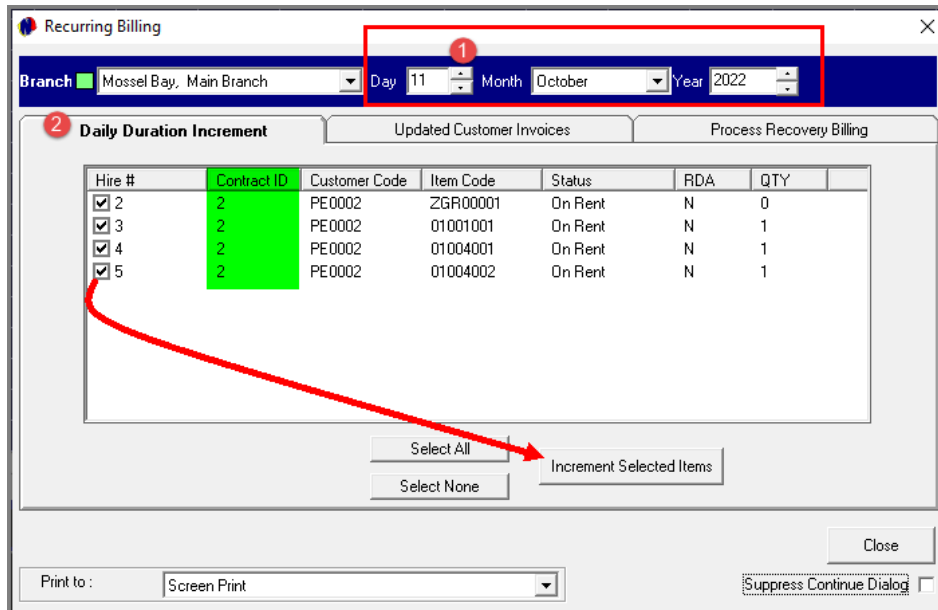 Recurring Billing
1
Branch Mossel Bay, Main Branch Day 11 Month October Year 2022
2 Daily Duration Increment Updated Customer Invoices Process Recovery Billing
Hire # Contract ID Customer Code Item Code Status RDA QTY
2 2 PE0002 ZGR00001 On Rent N 0
3 2 PE0002 01001001 On Rent N 1
4 2 PE0002 01004001 On Rent N 1
5 2 PE0002 01004002 On Rent N 1
Select All
Increment Selected Items
Select None
Close
Print to : Screen Print Suppress Continue Dialog